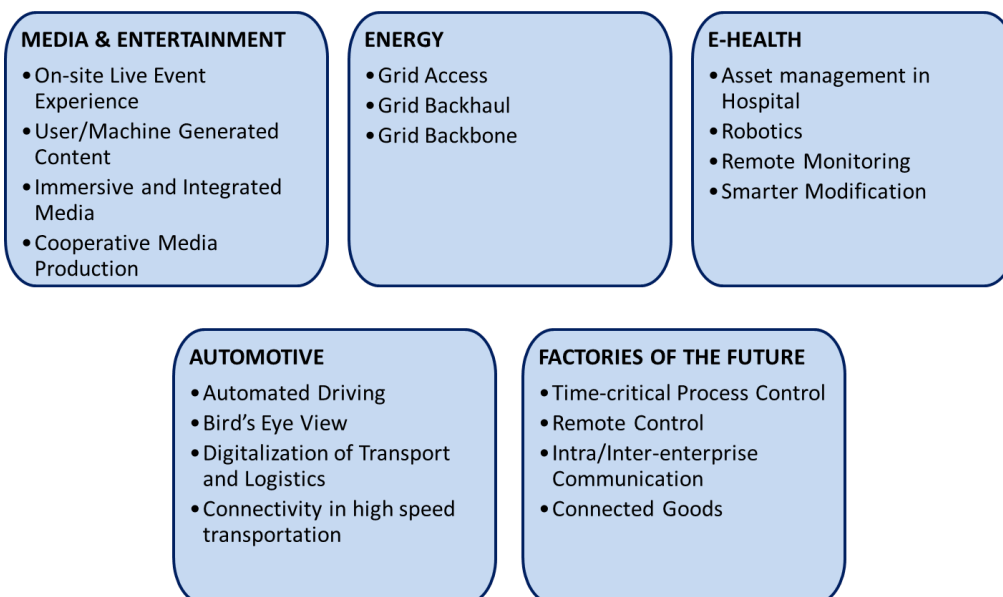 MEDIA & ENTERTAINMENT
•On-site Live Event
Experience
•User/Machine Generated
Content
•Immersive and Integrated
Media
•Cooperative Media
Production
ENERGY
•Grid Access
•Grid Backhaul
•Grid Backbone
E-HEALTH
•Asset management in
Hospital
•Robotics
•Remote Monitoring
•Smarter Modification
AUTOMOTIVE
•Automated Driving
•Bird’s Eye View
•Digitalization of Transport
and Logistics
•Connectivity in high speed
transportation
FACTORIES OF THE FUTURE
•Time-critical Process Control
•Remote Control
•Intra/Inter-enterprise
Communication
•Connected Goods